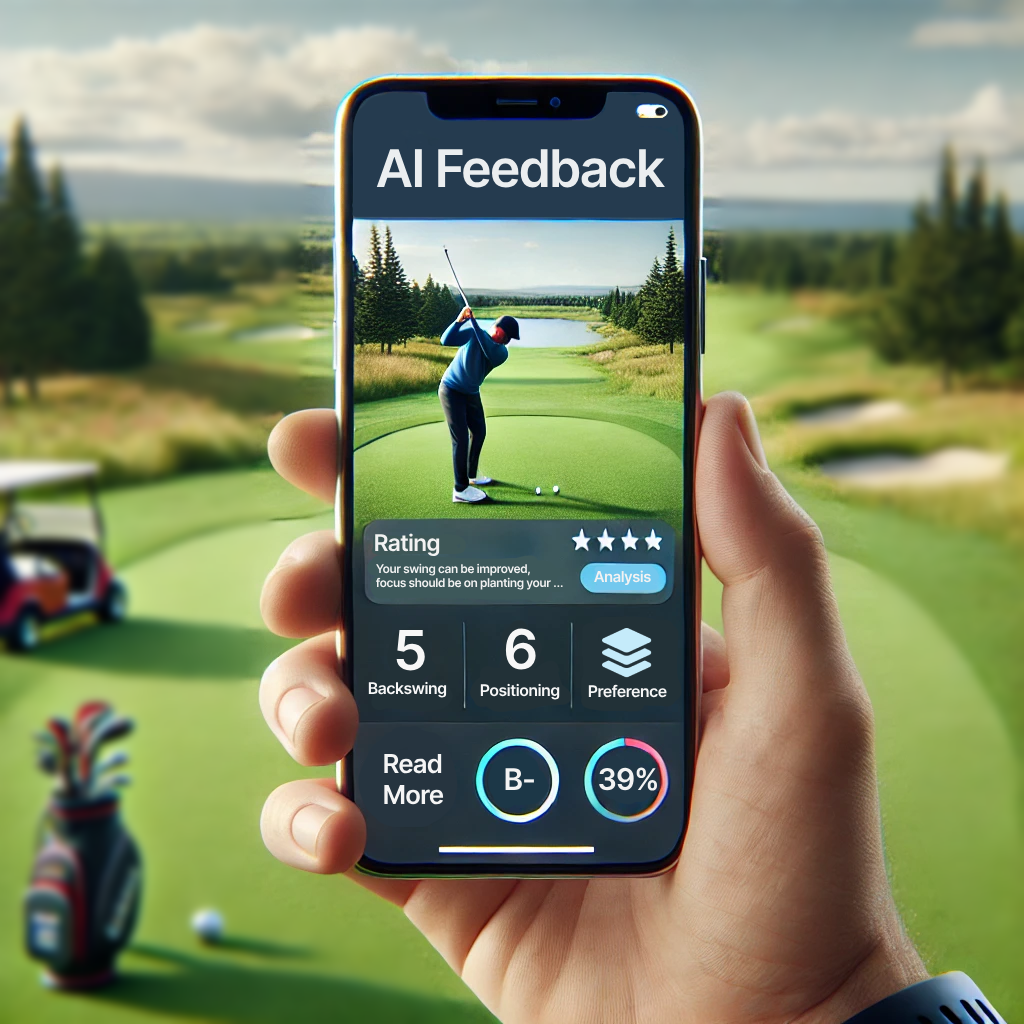 AI Feedback
Rating
Your swing can be improved,
focus should be on planting your ...
Analysis
5
Backswing
6
Positioning
Preference
Read
More
B-
39%